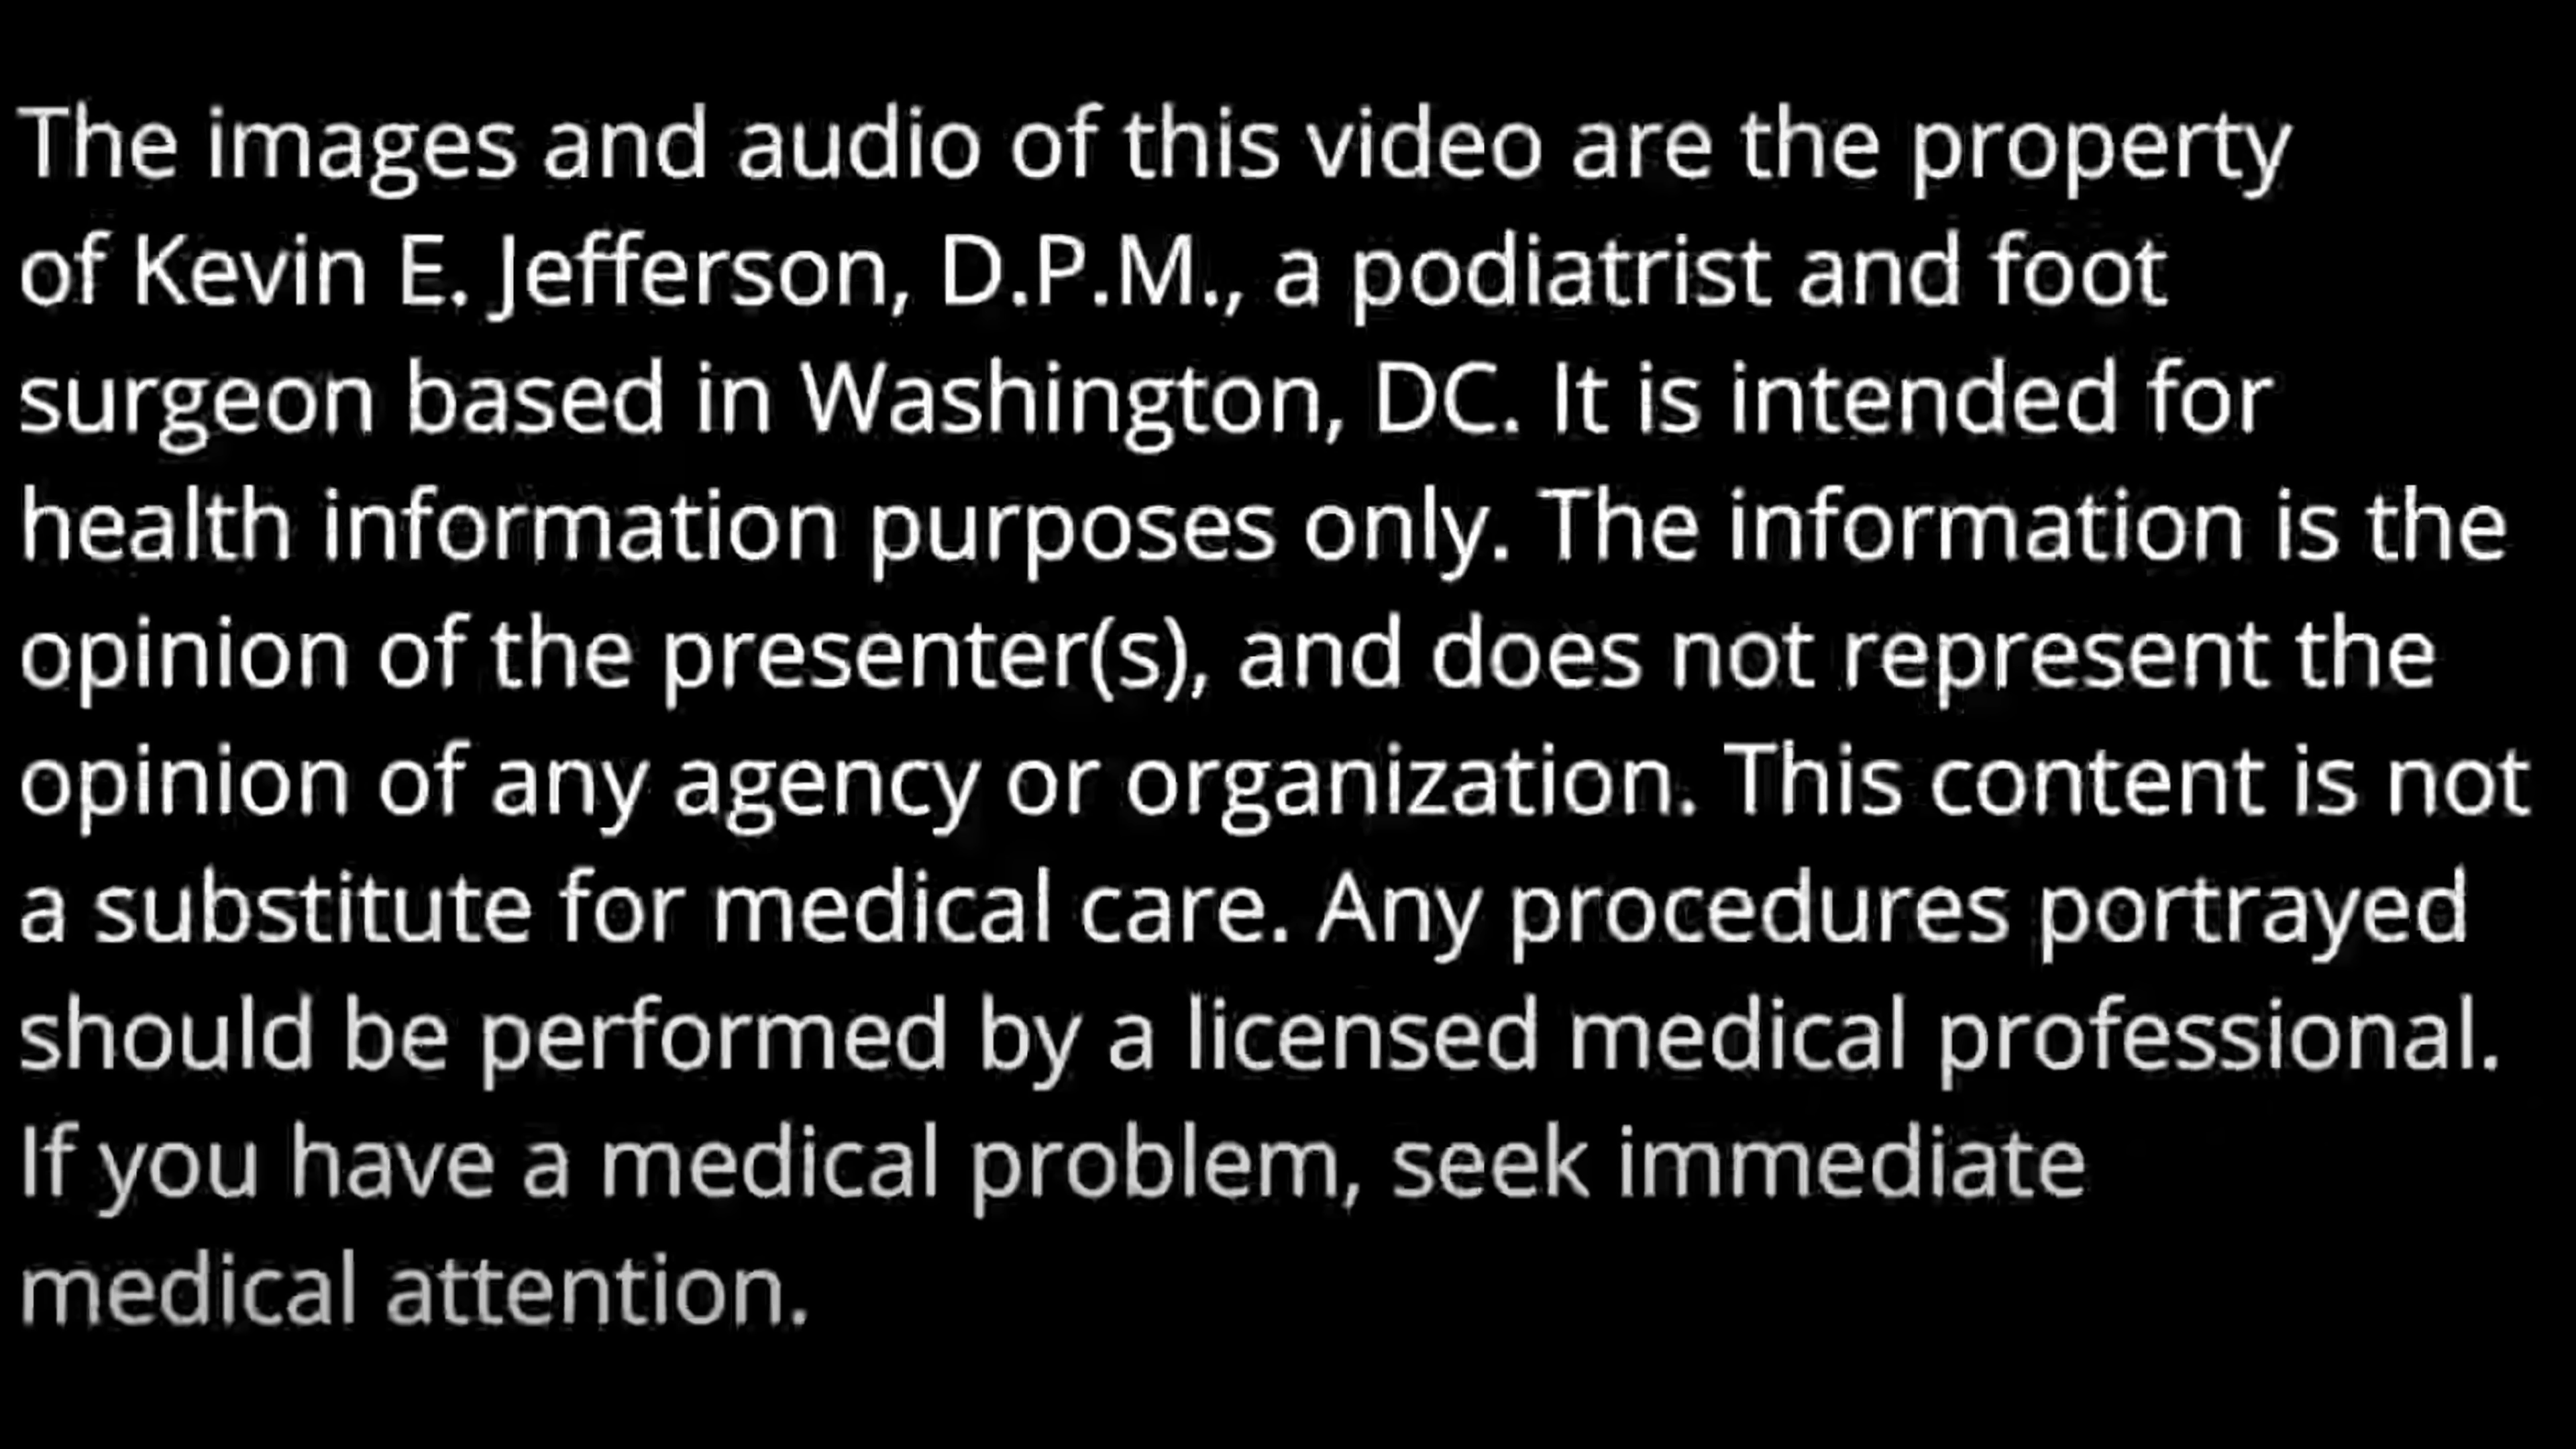 The images and audio of this video are the property
of Kevin E. Jefferson, D.P.M., a podiatrist and foot
surgeon based in Washington, DC. It is intended for
health information purposes only. The information is the
opinion of the presenter(s), and does not represent the
opinion of any agency or organization. This content is not
a substitute for medical care. Any procedures portrayed
should be performed by a licensed medical professional.
If you have a medical problem, seek immediate
medical attention.